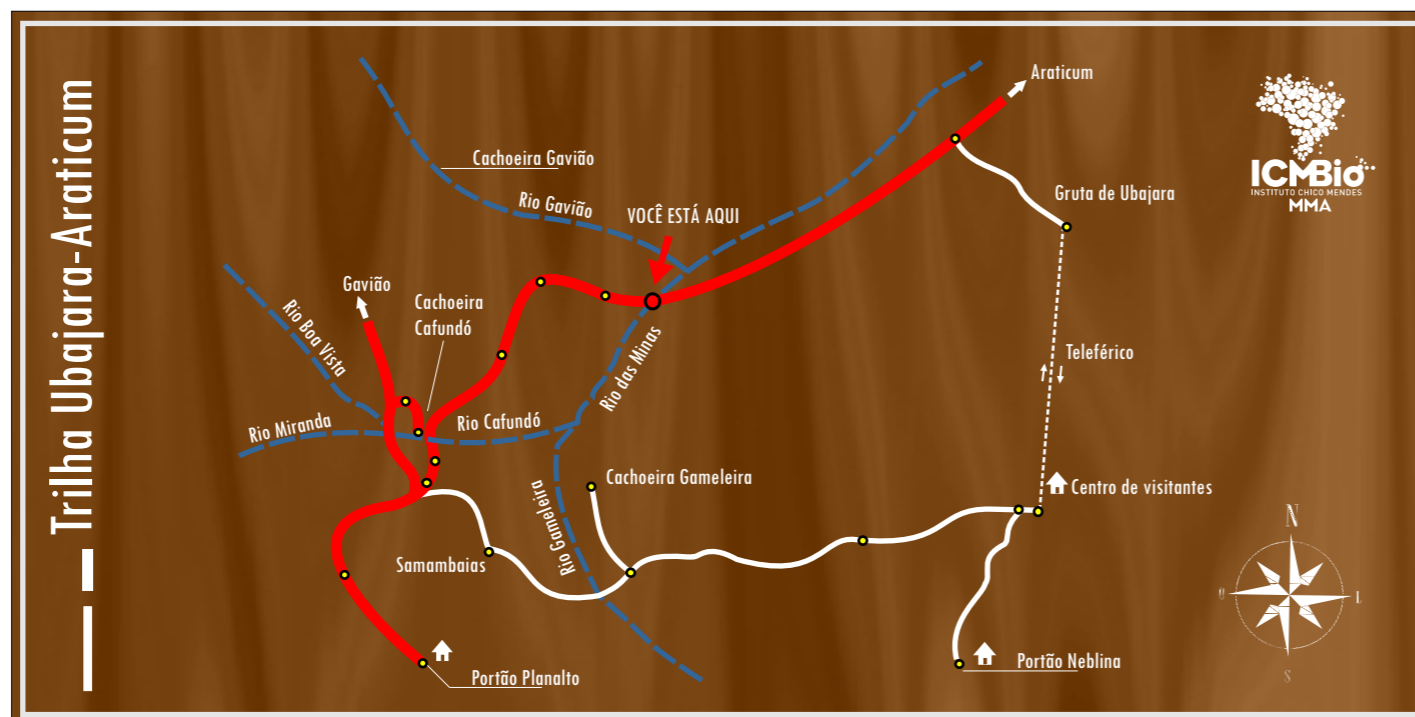 Trilha Ubajara-Araticum
Araticum
ICMBio
INSTITUTO CHICO MENDES
MMA
Cachoeira Gavião
Rio Gavião
VOCÊ ESTÁ AQUI
Gruta de Ubajara
Gavião
Cachoeira
Cafundó
Rio Boa Vista
Rio das Minas
Teleférico
Rio Miranda
Rio Cafundó
Cachoeira Gameleira
Centro de visitantes
Rio Gameleira
Samambaias
N
O
L
S
Portão Planalto
Portão Neblina